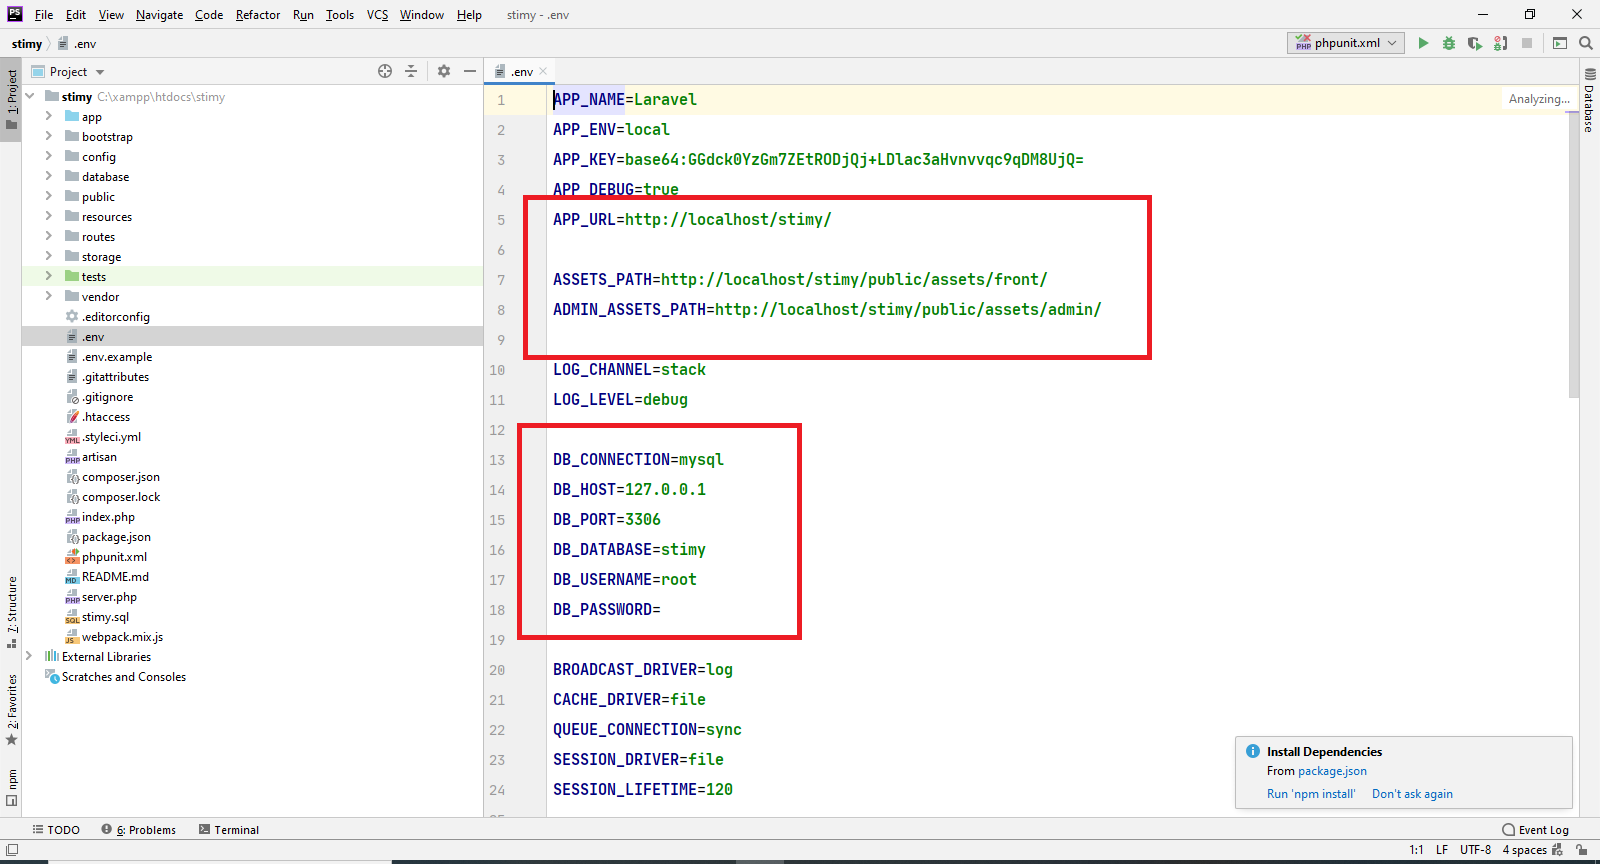 File Edit View Navigate Code Refactor Run Tools VCS Window Help stimy - .env
stimy .env phpunit.xml
1: Project
7: Structure
2: Favorites
npm
Project
stimy C:\xampp\htdocs\stimy
app
bootstrap
config
database
public
resources
routes
storage
tests
vendor
.editorconfig
.env
.env.example
.gitattributes
.gitignore
.htaccess
.styleci.yml
artisan
composer.json
composer.lock
index.php
package.json
phpunit.xml
README.md
server.php
stimy.sql
webpack.mix.js
External Libraries
Scratches and Consoles
.env
1 APP_NAME=Laravel
2 APP_ENV=local
3 APP_KEY=base64:GGdck0YzGm7ZEtRODjQj+LDlac3aHvnvvqc9qDM8UjQ=
4 APP_DEBUG=true
5 APP_URL=http://localhost/stimy/
6
7 ASSETS_PATH=http://localhost/stimy/public/assets/front/
8 ADMIN_ASSETS_PATH=http://localhost/stimy/public/assets/admin/
9
10 LOG_CHANNEL=stack
11 LOG_LEVEL=debug
12
13 DB_CONNECTION=mysql
14 DB_HOST=127.0.0.1
15 DB_PORT=3306
16 DB_DATABASE=stimy
17 DB_USERNAME=root
18 DB_PASSWORD=
19
20 BROADCAST_DRIVER=log
21 CACHE_DRIVER=file
22 QUEUE_CONNECTION=sync
23 SESSION_DRIVER=file
24 SESSION_LIFETIME=120
Analyzing...
Database
Install Dependencies
From package.json
Run 'npm install' Don't ask again
TODO 6: Problems Terminal Event Log
1:1 LF UTF-8 4 spaces